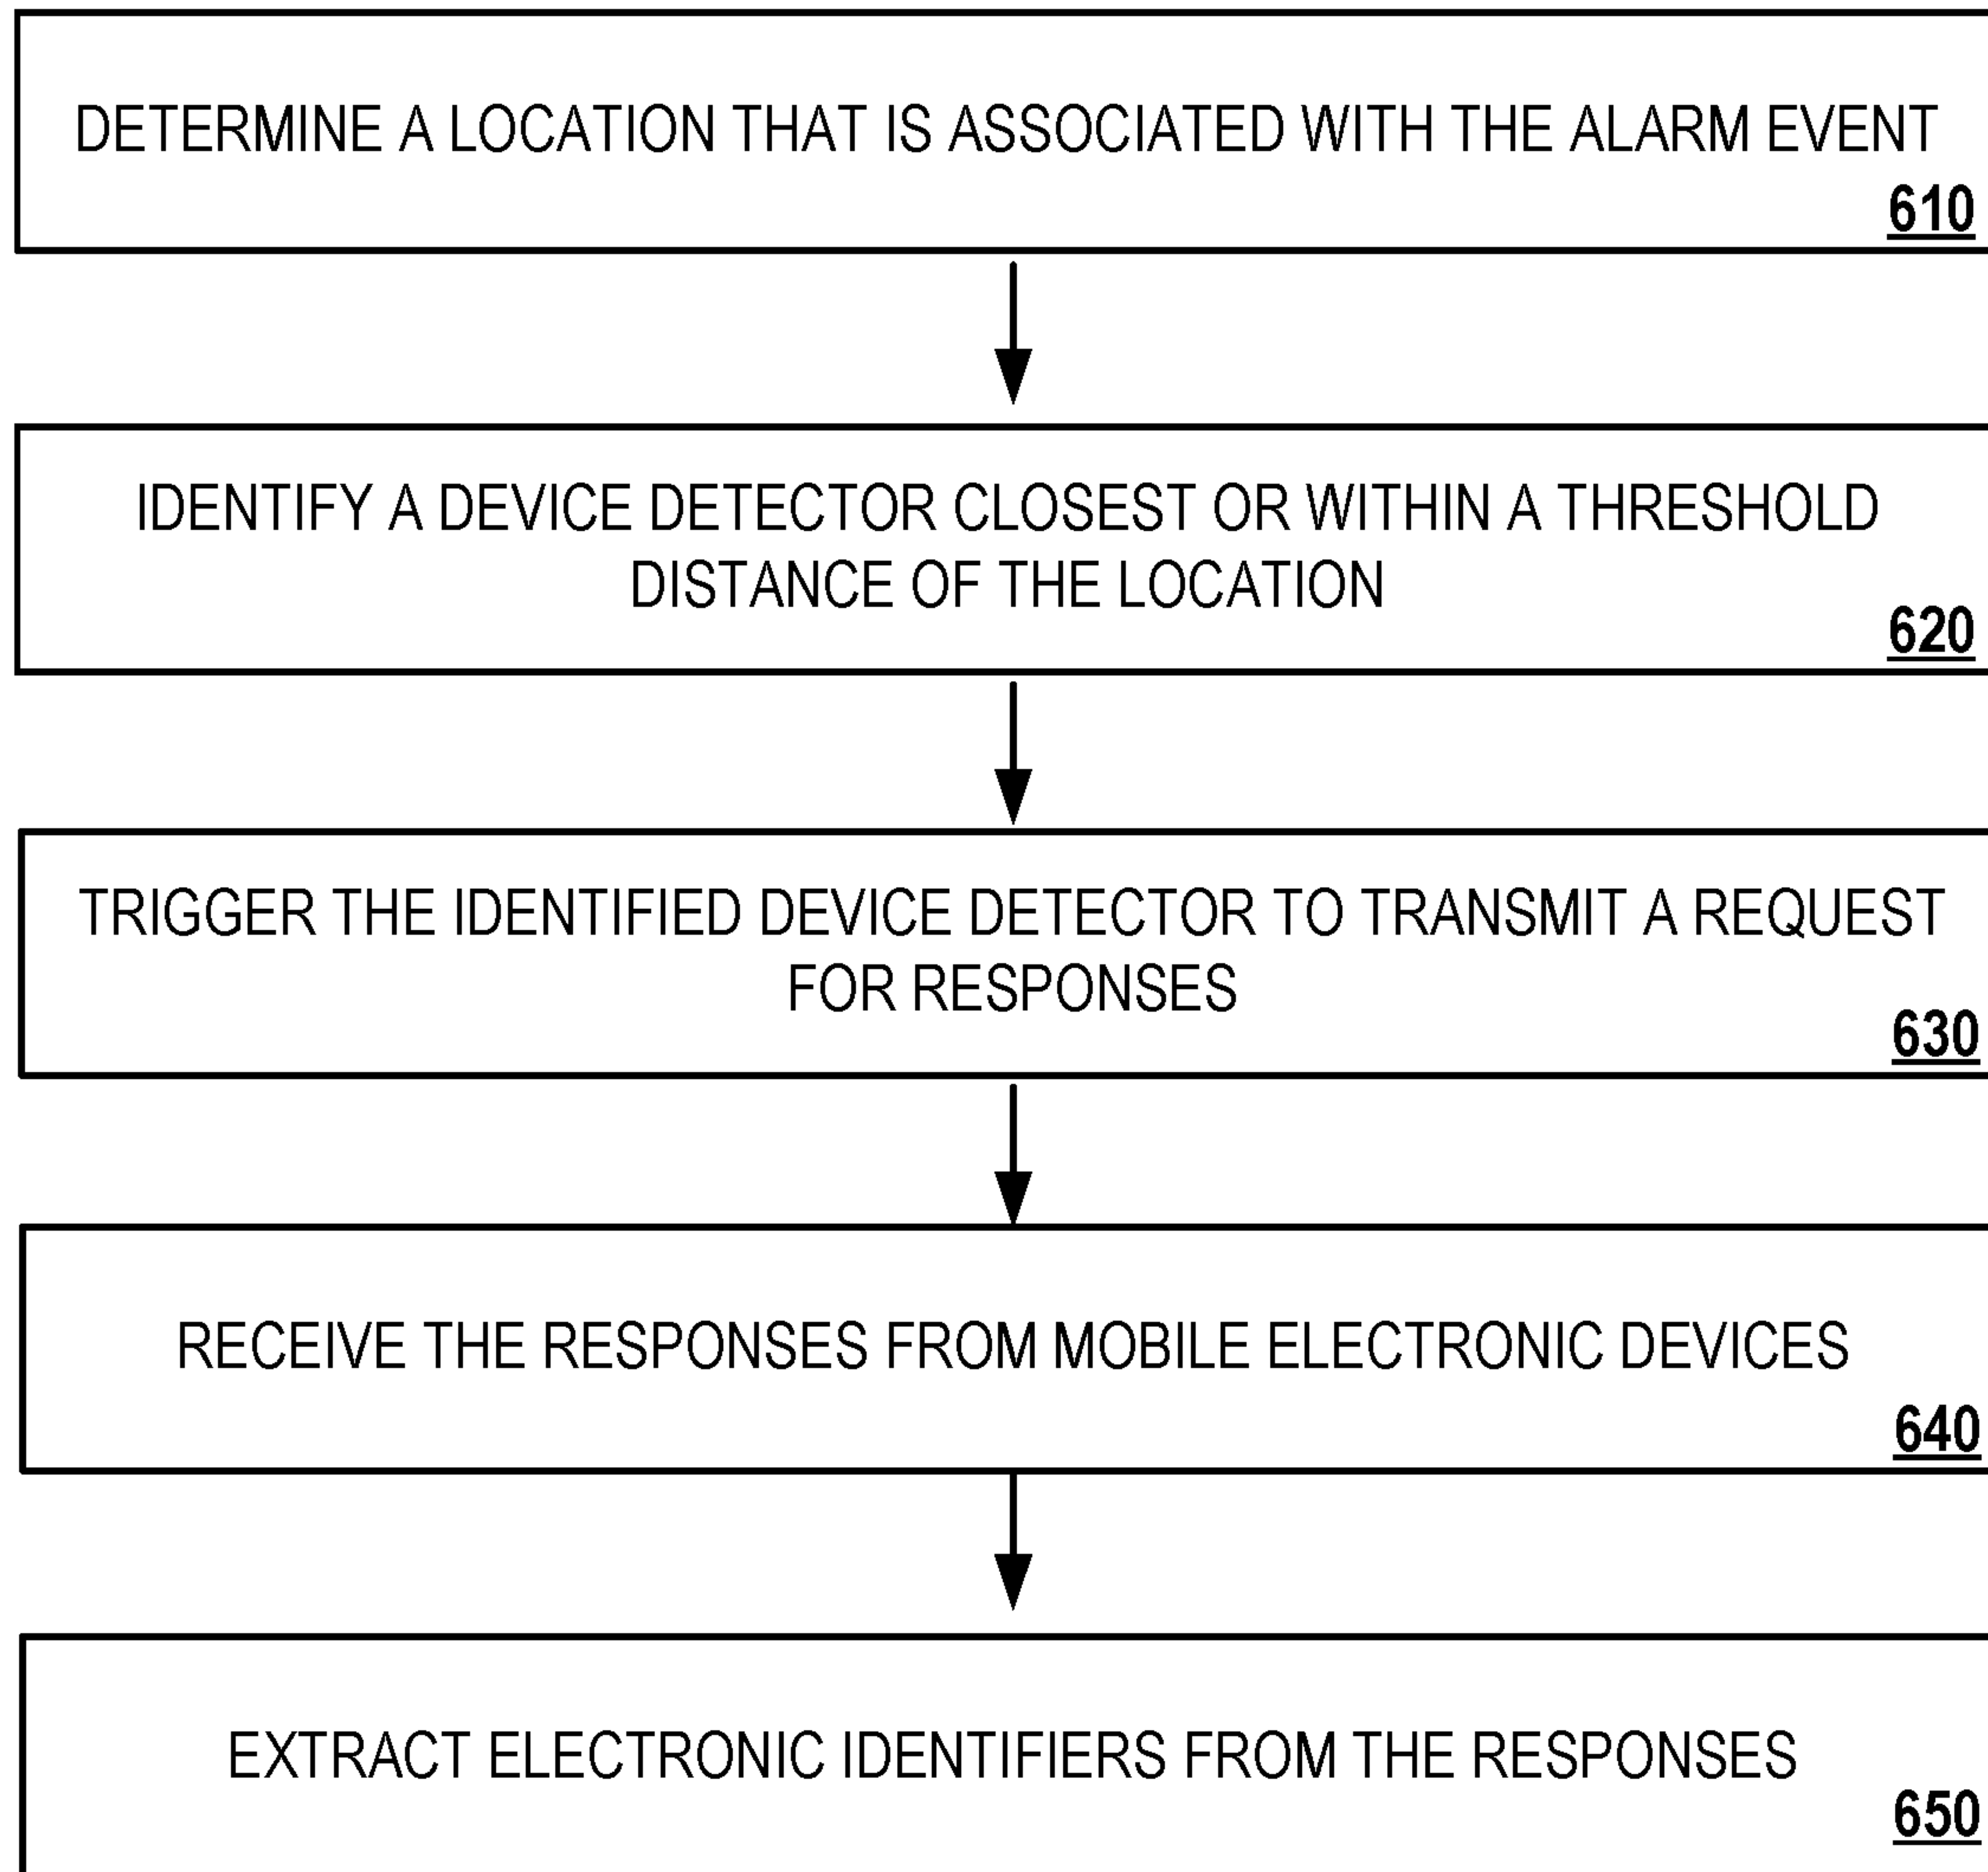 DETERMINE A LOCATION THAT IS ASSOCIATED WITH THE ALARM EVENT
610
IDENTIFY A DEVICE DETECTOR CLOSEST OR WITHIN A THRESHOLD
DISTANCE OF THE LOCATION
620
TRIGGER THE IDENTIFIED DEVICE DETECTOR TO TRANSMIT A REQUEST
FOR RESPONSES
630
RECEIVE THE RESPONSES FROM MOBILE ELECTRONIC DEVICES
640
EXTRACT ELECTRONIC IDENTIFIERS FROM THE RESPONSES
650